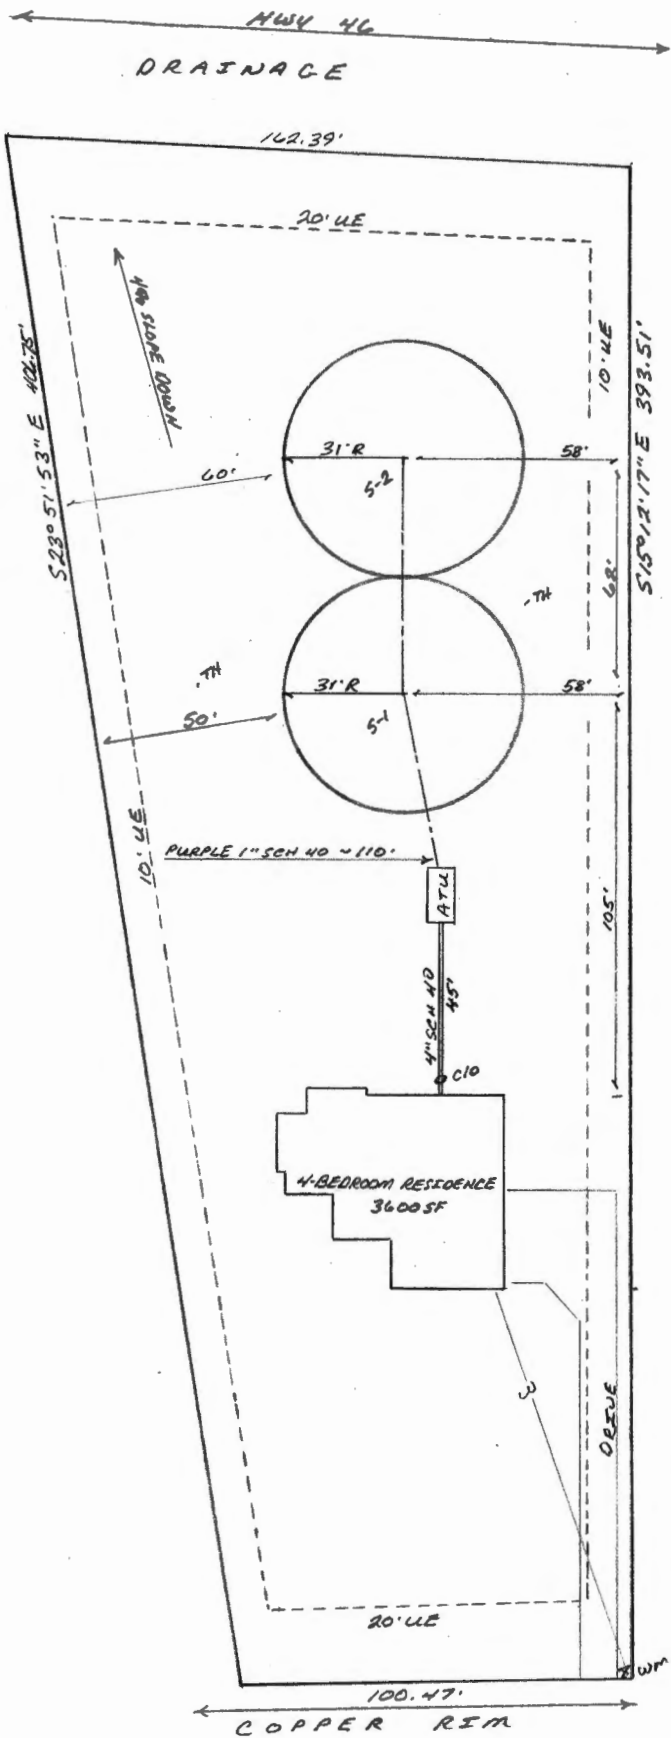 HWY 46
DRAINAGE
162.39'
20' UE
4% SLOPE DOWN
10' UE
S23° 51' 53" E 406.75'
S15° 12' 17" E 393.51'
31' R
58'
60'
S-2
TH
68'
TH
31' R
58'
50'
S-1
10' UE
PURPLE 1" SCH 40 ~ 110'
ATU
105'
4" SCH 40
45'
C/O
4-BEDROOM RESIDENCE
3600 SF
W
DRIVE
20' UE
WM
100.47'
COPPER RIM